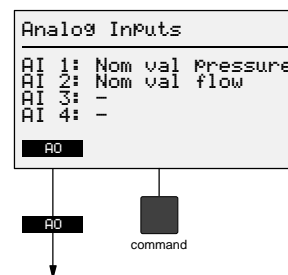 Analog Inputs
AI 1: Nom val pressure
AI 2: Nom val flow
AI 3: –
AI 4: –
AO
AO
command